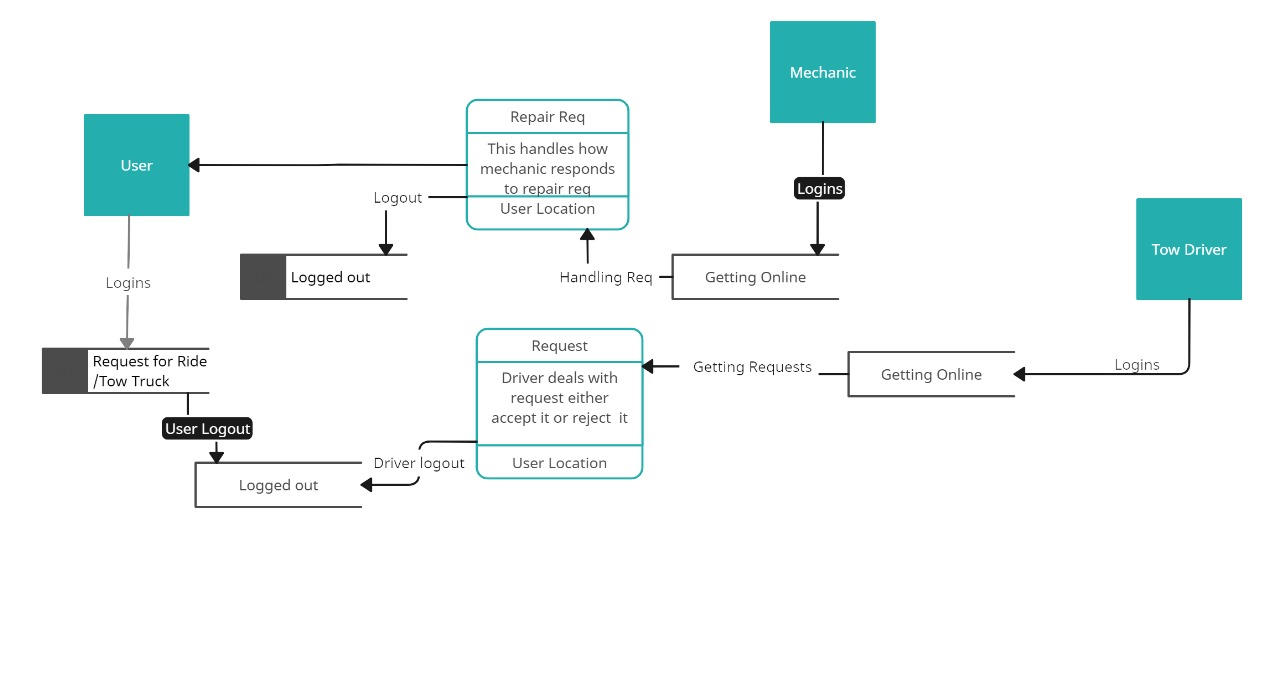 Mechanic
Repair Req
This handles how
mechanic responds
to repair req
User Location
User
Logins
Logout
Tow Driver
Logged out
Handling Req
Getting Online
Logins
Request
Driver deals with
request either
accept it or reject  it
User Location
Getting Requests
Getting Online
Logins
Request for Ride
/Tow Truck
User Logout
Driver logout
Logged out